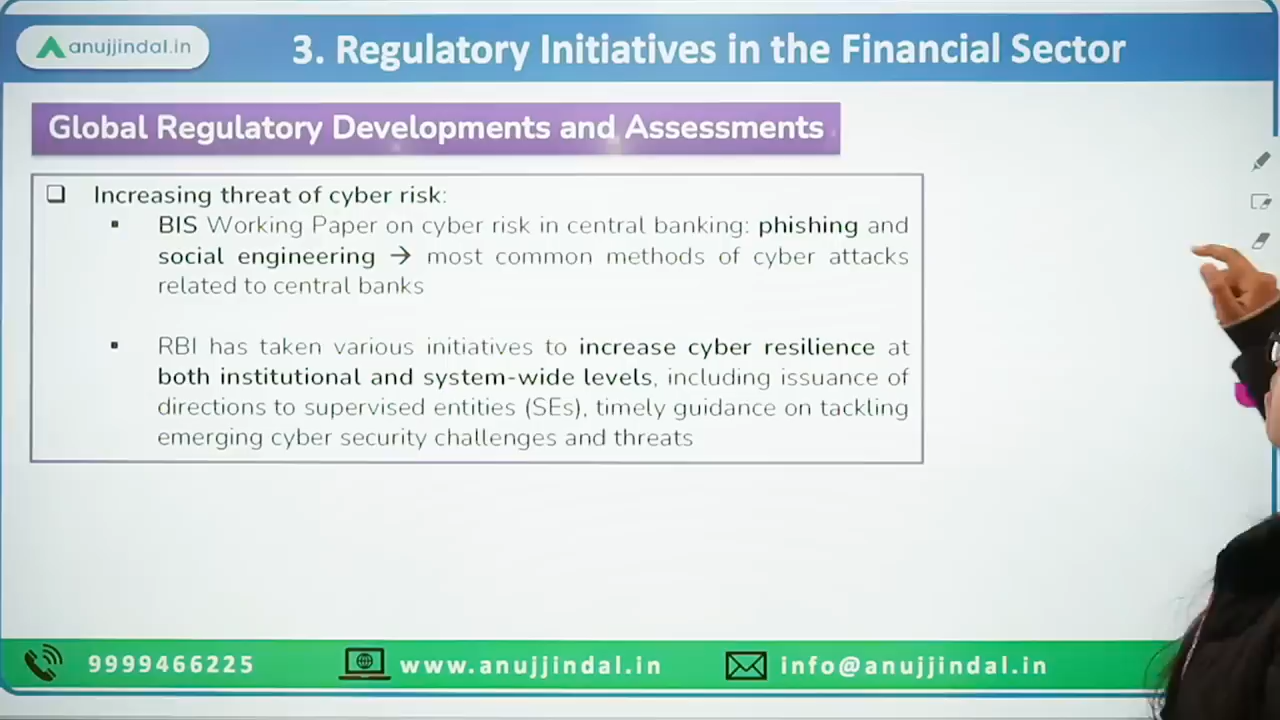 anujjindal.in
3. Regulatory Initiatives in the Financial Sector
Global Regulatory Developments and Assessments
Increasing threat of cyber risk:
BIS Working Paper on cyber risk in central banking: phishing and
social engineering → most common methods of cyber attacks
related to central banks
RBI has taken various initiatives to increase cyber resilience at
both institutional and system-wide levels, including issuance of
directions to supervised entities (SEs), timely guidance on tackling
emerging cyber security challenges and threats
9999466225
www.anujjindal.in
info@anujjindal.in